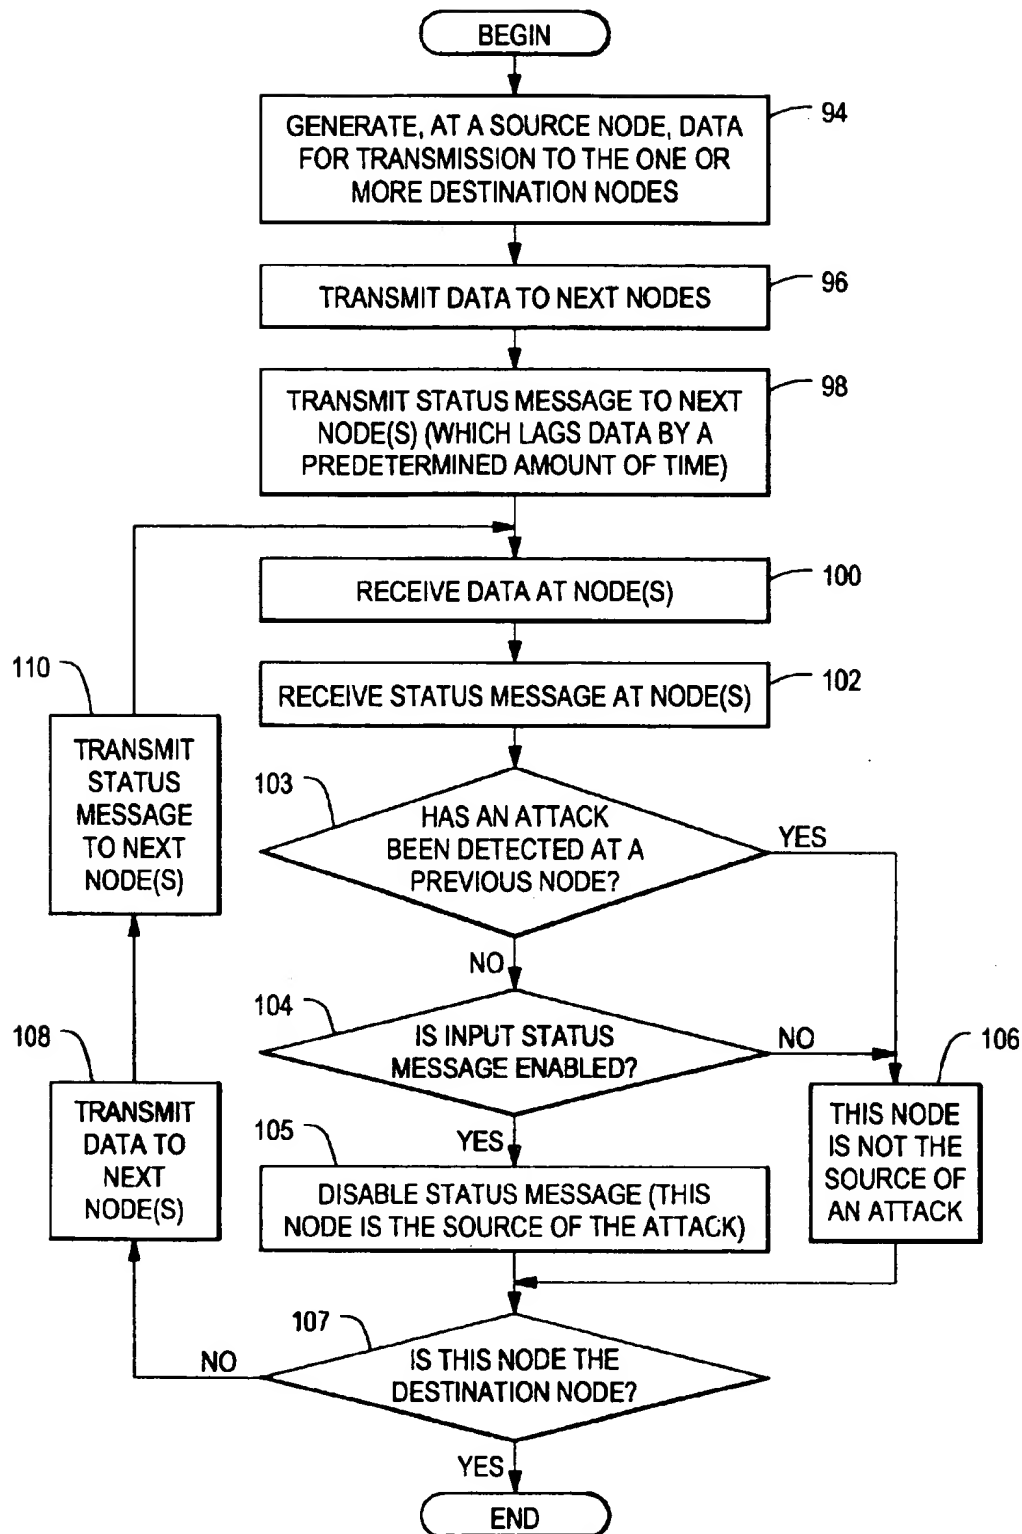 BEGIN
94
GENERATE, AT A SOURCE NODE, DATA
FOR TRANSMISSION TO THE ONE OR
MORE DESTINATION NODES
96
TRANSMIT DATA TO NEXT NODES
98
TRANSMIT STATUS MESSAGE TO NEXT
NODE(S) (WHICH LAGS DATA BY A
PREDETERMINED AMOUNT OF TIME)
100
RECEIVE DATA AT NODE(S)
102
RECEIVE STATUS MESSAGE AT NODE(S)
110
TRANSMIT
STATUS
MESSAGE
TO NEXT
NODE(S)
103
HAS AN ATTACK
BEEN DETECTED AT A
PREVIOUS NODE?
YES
NO
104
IS INPUT STATUS
MESSAGE ENABLED?
NO
106
THIS NODE
IS NOT THE
SOURCE OF
AN ATTACK
108
TRANSMIT
DATA TO
NEXT
NODE(S)
YES
105
DISABLE STATUS MESSAGE (THIS
NODE IS THE SOURCE OF THE ATTACK)
107
IS THIS NODE THE
DESTINATION NODE?
NO
YES
END